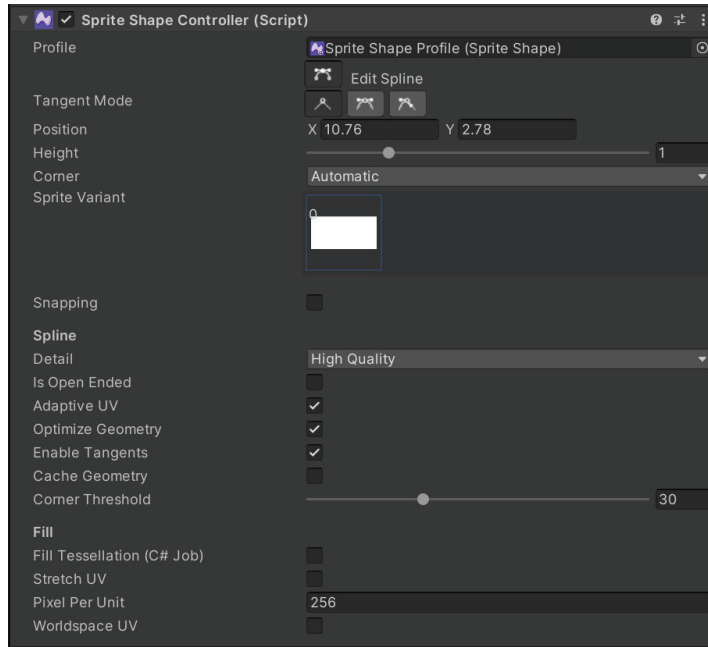 Sprite Shape Controller (Script)
Profile Sprite Shape Profile (Sprite Shape)
Edit Spline
Tangent Mode
Position X 10.76 Y 2.78
Height 1
Corner Automatic
Sprite Variant
0
Snapping
Spline
Detail High Quality
Is Open Ended
Adaptive UV
Optimize Geometry
Enable Tangents
Cache Geometry
Corner Threshold 30
Fill
Fill Tessellation (C# Job)
Stretch UV
Pixel Per Unit 256
Worldspace UV